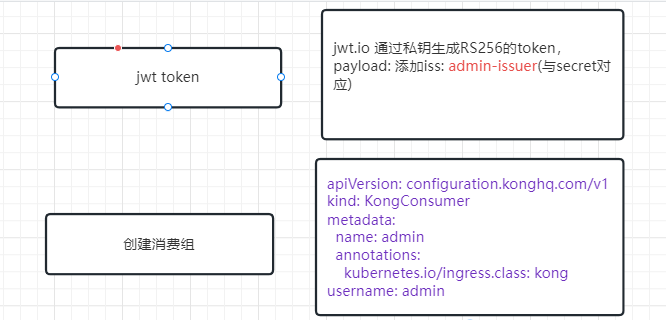 jwt token
jwt.io 通过私钥生成RS256的token，
payload: 添加iss: admin-issuer(与secret对
应)
创建消费组
apiVersion: configuration.konghq.com/v1
kind: KongConsumer
metadata:
  name: admin
  annotations:
    kubernetes.io/ingress.class: kong
username: admin